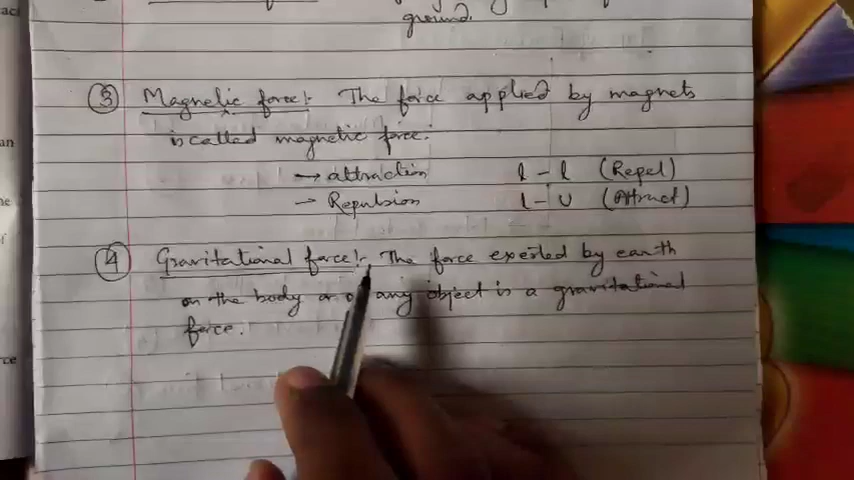 ground.
③ Magnetic force:- The force applied by magnets
is called magnetic force.
→ attraction l - l (Repel)
→ Repulsion l - U (Attract)
④ Gravitational force:- The force exerted by earth
on the body or any object is a gravitational
force.